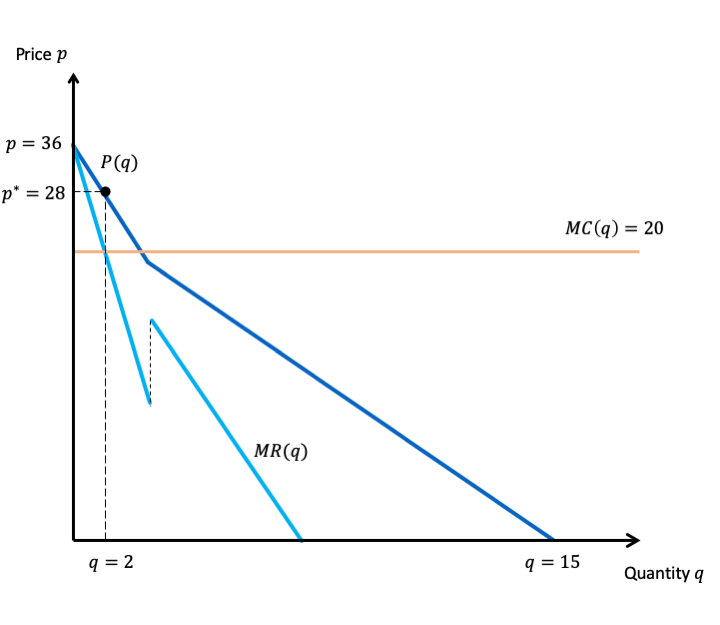 Price p
p = 36
P(q)
p* = 28
MC(q) = 20
MR(q)
q = 2
q = 15
Quantity q